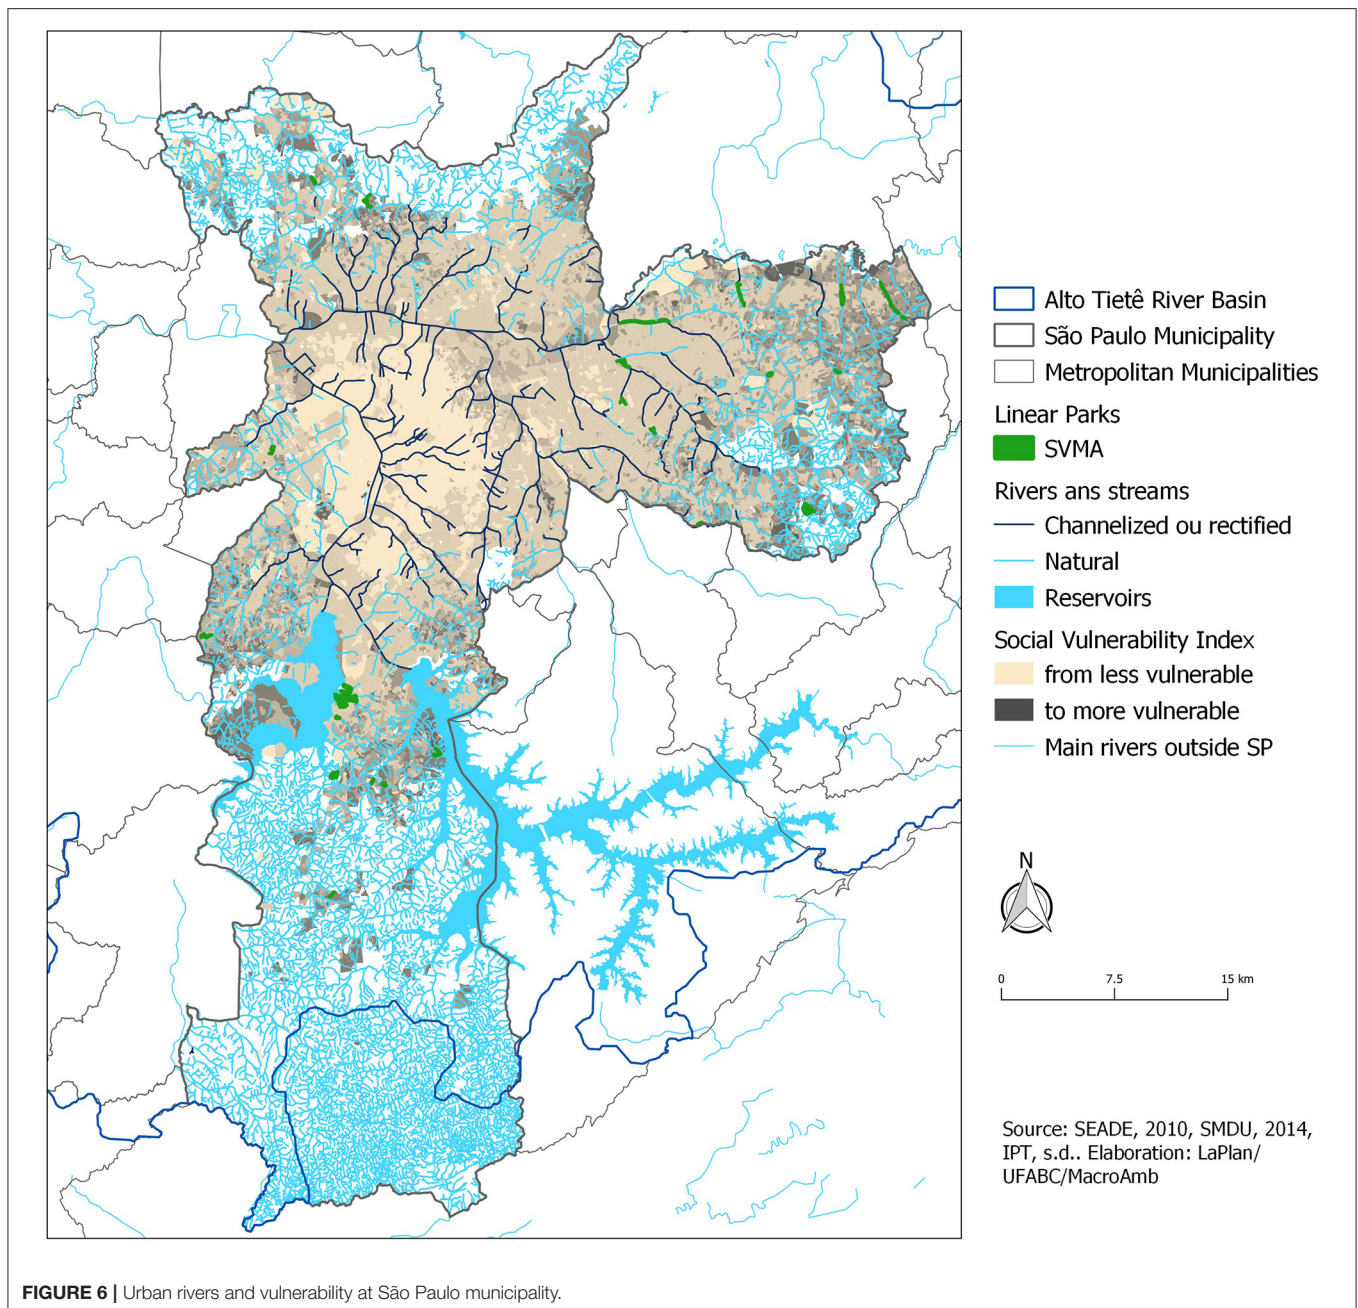 Alto Tietê River Basin
São Paulo Municipality
Metropolitan Municipalities
Linear Parks
SVMA
Rivers ans streams
Channelized ou rectified
Natural
Reservoirs
Social Vulnerability Index
from less vulnerable
to more vulnerable
Main rivers outside SP
N
0 7.5 15 km
Source: SEADE, 2010, SMDU, 2014,
IPT, s.d.. Elaboration: LaPlan/
UFABC/MacroAmb
FIGURE 6 | Urban rivers and vulnerability at São Paulo municipality.